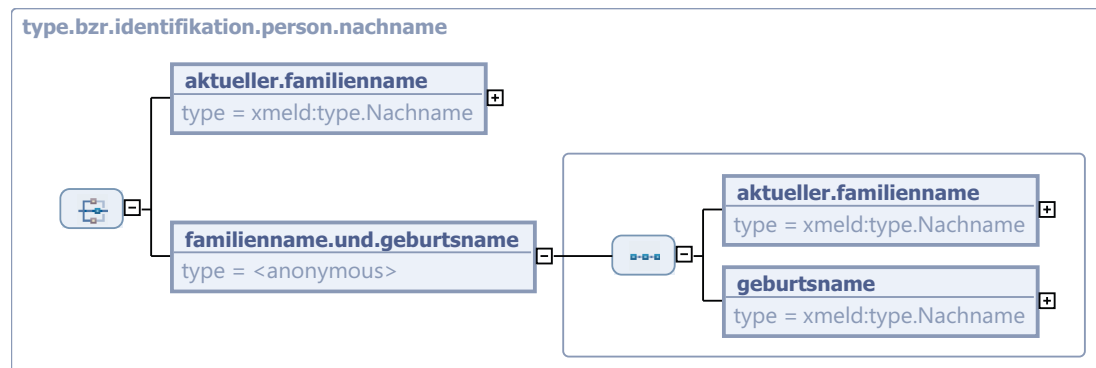 type.bzr.identifikation.person.nachname
aktueller.familienname
type = xmeld:type.Nachname
familienname.und.geburtsname
type = <anonymous>
aktueller.familienname
type = xmeld:type.Nachname
geburtsname
type = xmeld:type.Nachname